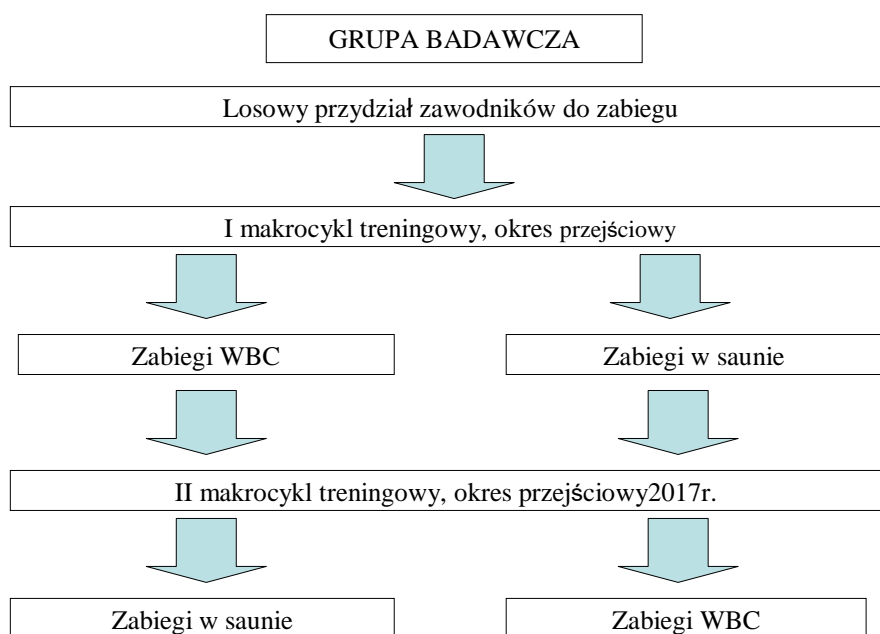 GRUPA BADAWCZA
Losowy przydział zawodników do zabiegu
I makrocykl treningowy, okres przejściowy
Zabiegi WBC
Zabiegi w saunie
II makrocykl treningowy, okres przejściowy2017r.
Zabiegi w saunie
Zabiegi WBC